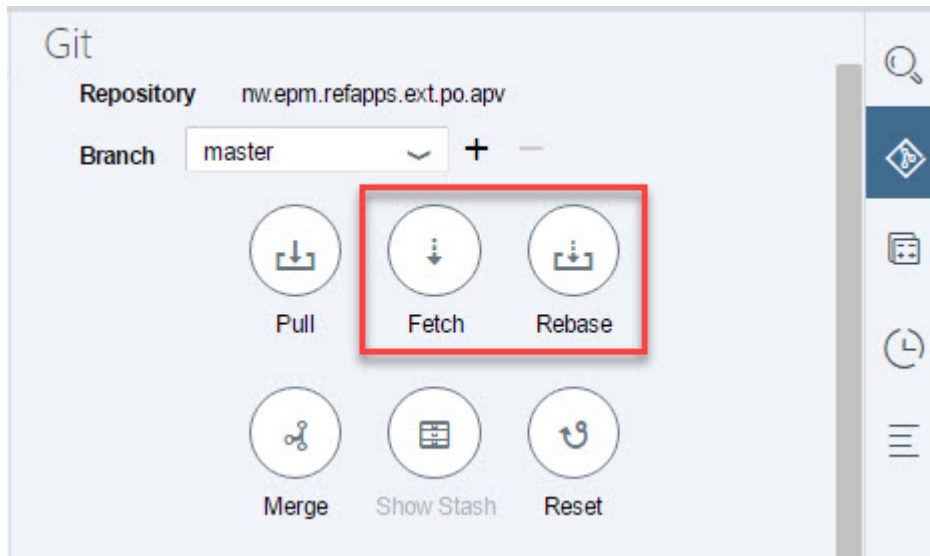 Git
Repository nw.epm.refapps.ext.po.apv
Branch master
Pull Fetch Rebase
Merge Show Stash Reset